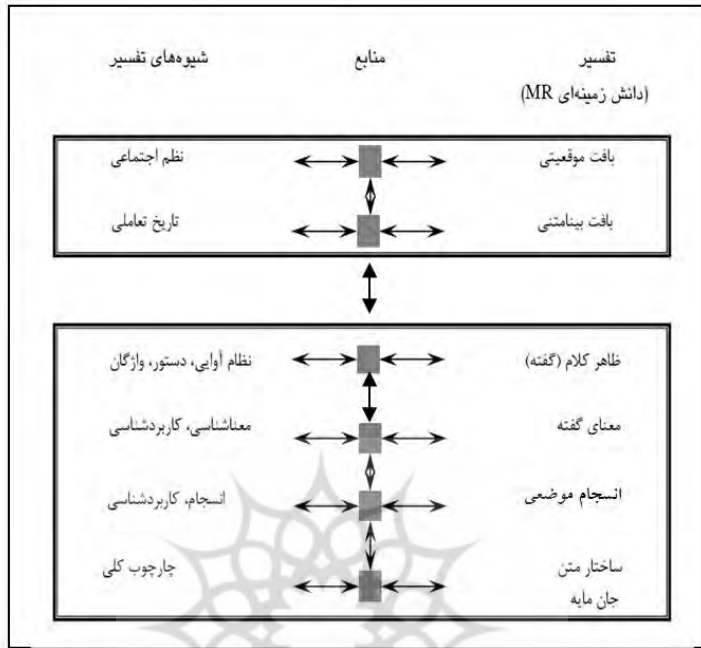 تفسیر منابع شیوه‌های تفسیر
(دانش زمینه‌ای MR)
بافت موقعیتی نظم اجتماعی
بافت بینامتنی تاریخ تعاملی
ظاهر کلام (گفته) نظام آوایی، دستور، واژگان
معنای گفته معناشناسی، کاربردشناسی
انسجام موضعی انسجام، کاربردشناسی
ساختار متن چارچوب کلی
جان مایه